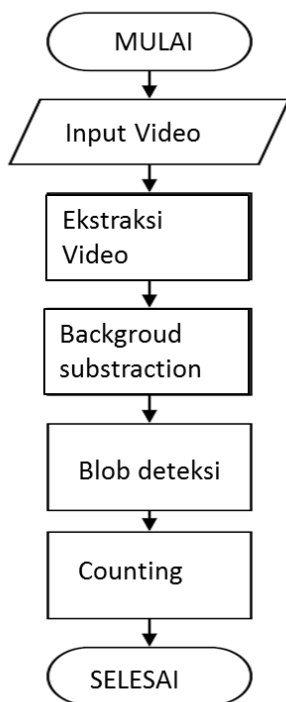 MULAI
Input Video
Ekstraksi
Video
Backgroud
substraction
Blob deteksi
Counting
SELESAI